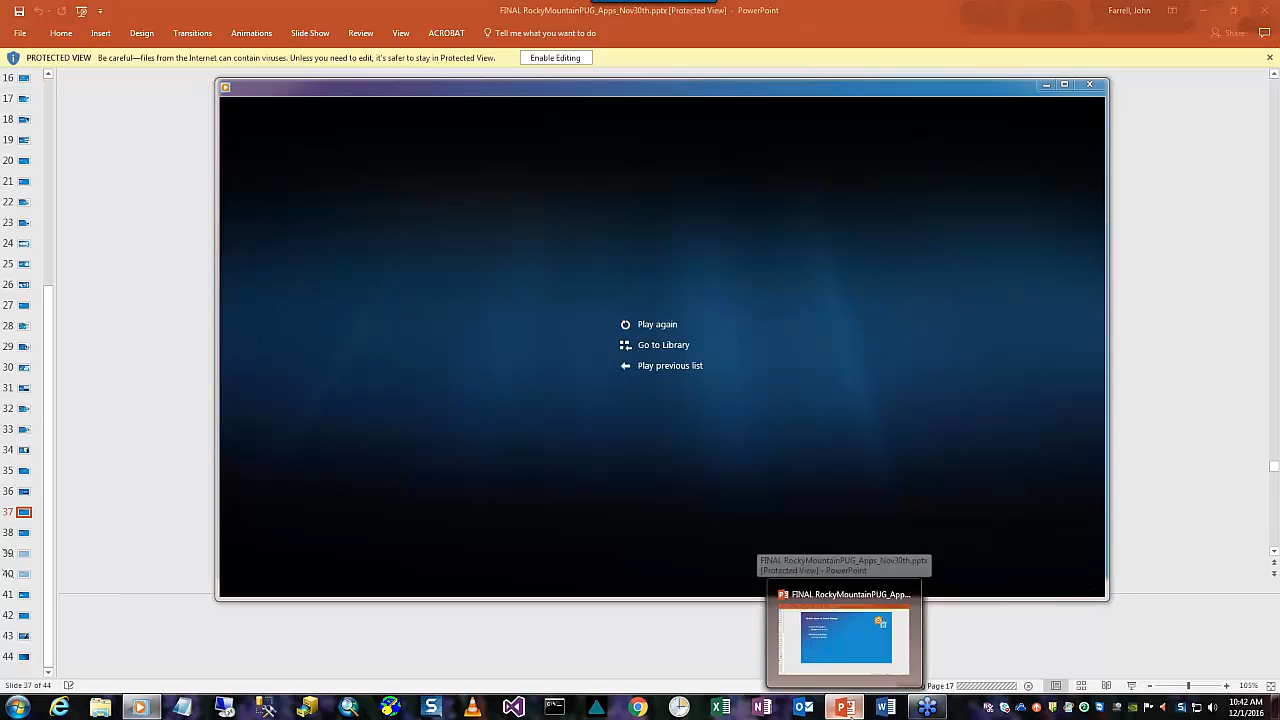 FINAL RockyMountainPUG_Apps_Nov30th.pptx [Protected View] - PowerPoint
Farrell, John
File Home Insert Design Transitions Animations Slide Show Review View ACROBAT Tell me what you want to do
Share
PROTECTED VIEW Be careful—files from the Internet can contain viruses. Unless you need to edit, it's safer to stay in Protected View. Enable Editing
16
17
18
19
20
21
22
23
24
25
26
27
28
29
30
31
32
33
34
35
36
37
38
39
40
41
42
43
44
Play again
Go to Library
Play previous list
FINAL RockyMountainPUG_Apps_Nov30th.pptx
[Protected View] - PowerPoint
FINAL RockyMountainPUG_App...
Slide 37 of 44
Page 17
105%
10:42 AM
12/1/2016